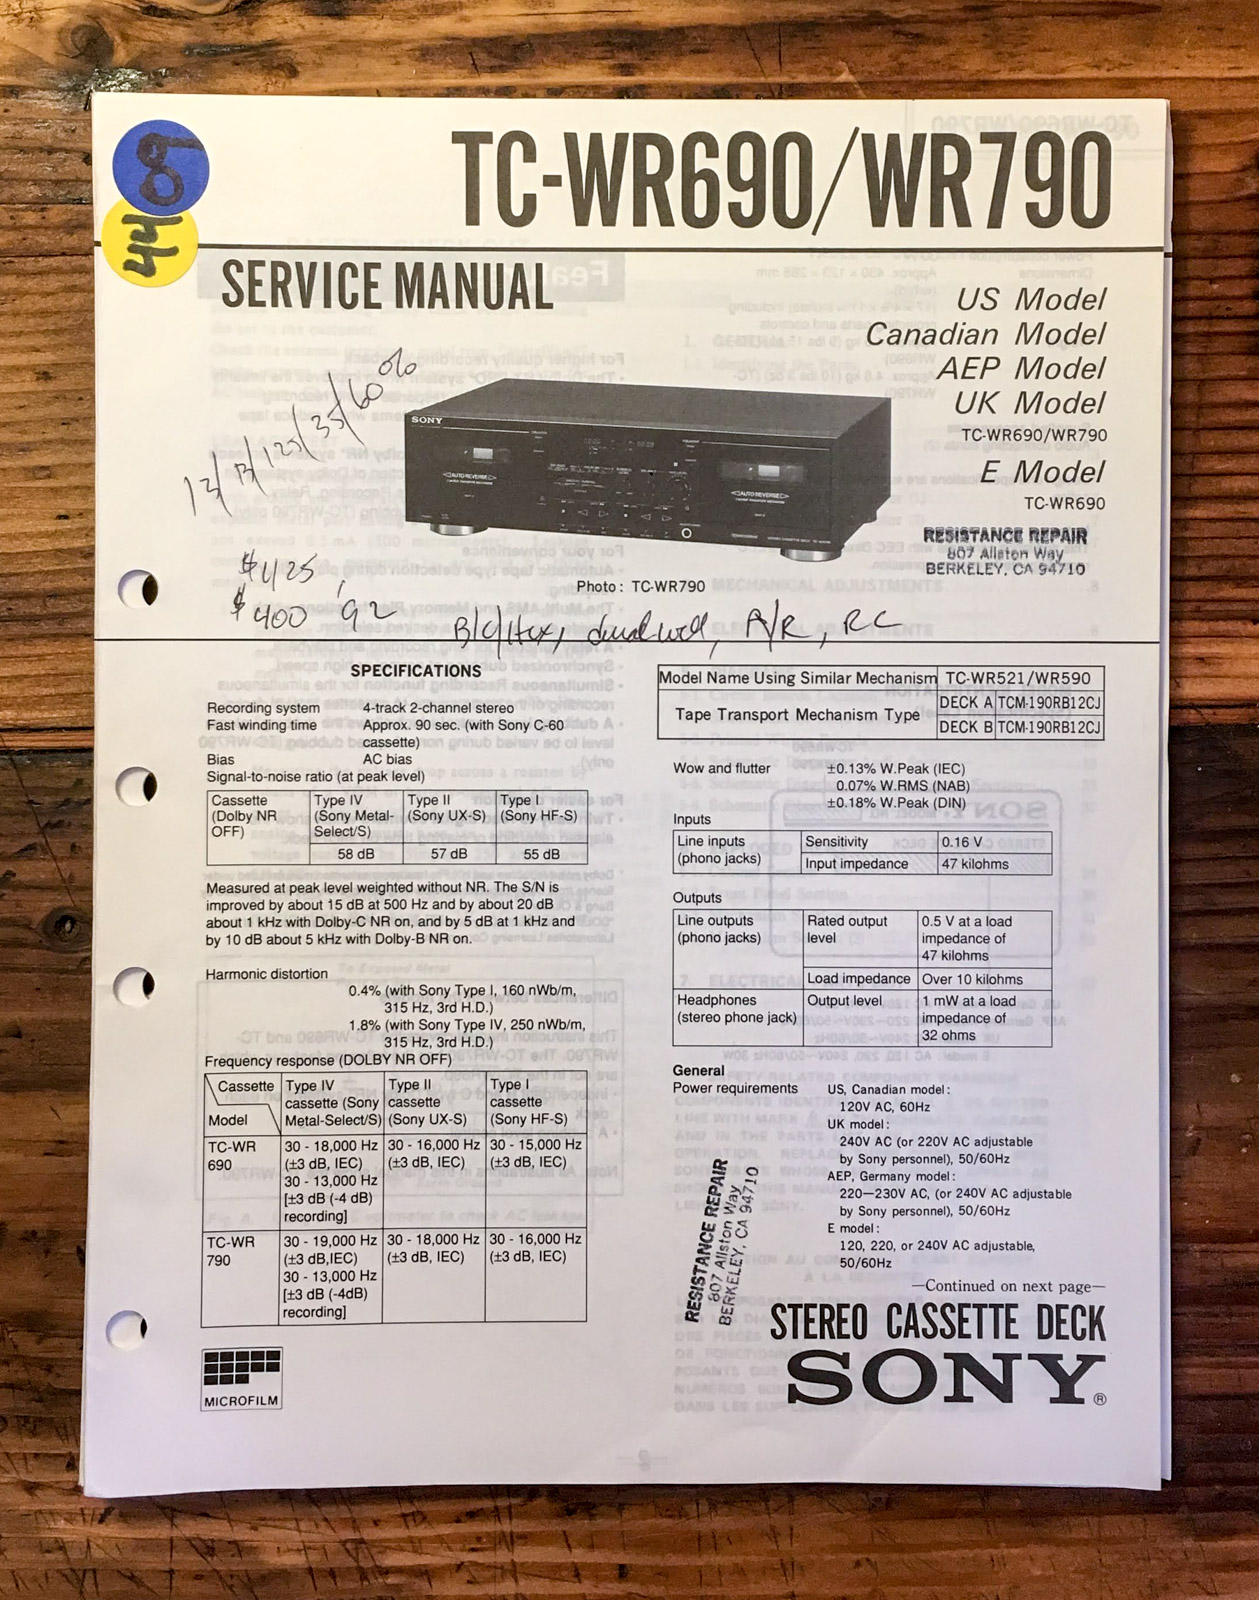 8
44
TC-WR690/WR790
SERVICE MANUAL
US Model
Canadian Model
AEP Model
UK Model
TC-WR690/WR790
E Model
TC-WR690
SONY
AUTO REVERSE
AUTO REVERSE
RESISTANCE REPAIR
807 Allston Way
BERKELEY, CA 94710
$425
$400 '92
Photo: TC-WR790
B/C/Hx, dual well, A/R, RC
SPECIFICATIONS
Recording system 4-track 2-channel stereo
Fast winding time Approx. 90 sec. (with Sony C-60
cassette)
Bias AC bias
Signal-to-noise ratio (at peak level)
Cassette
(Dolby NR
OFF)
Type IV
(Sony Metal-
Select/S)
Type II
(Sony UX-S)
Type I
(Sony HF-S)
58 dB 57 dB 55 dB
Measured at peak level weighted without NR. The S/N is
improved by about 15 dB at 500 Hz and by about 20 dB
about 1 kHz with Dolby-C NR on, and by 5 dB at 1 kHz and
by 10 dB about 5 kHz with Dolby-B NR on.
Harmonic distortion
0.4% (with Sony Type I, 160 nWb/m,
315 Hz, 3rd H.D.)
1.8% (with Sony Type IV, 250 nWb/m,
315 Hz, 3rd H.D.)
Frequency response (DOLBY NR OFF)
Cassette
Model
Type IV
cassette (Sony
Metal-Select/S)
Type II
cassette
(Sony UX-S)
Type I
cassette
(Sony HF-S)
TC-WR
690
30 - 18,000 Hz
(±3 dB, IEC)
30 - 13,000 Hz
[±3 dB (-4 dB)
recording]
30 - 16,000 Hz
(±3 dB, IEC)
30 - 15,000 Hz
(±3 dB, IEC)
TC-WR
790
30 - 19,000 Hz
(±3 dB,IEC)
30 - 13,000 Hz
[±3 dB (-4dB)
recording]
30 - 18,000 Hz
(±3 dB, IEC)
30 - 16,000 Hz
(±3 dB, IEC)
MICROFILM
Model Name Using Similar Mechanism TC-WR521/WR590
Tape Transport Mechanism Type
DECK A TCM-190RB12CJ
DECK B TCM-190RB12CJ
Wow and flutter ±0.13% W.Peak (IEC)
0.07% W.RMS (NAB)
±0.18% W.Peak (DIN)
Inputs
Line inputs
(phono jacks)
Sensitivity 0.16 V
Input impedance 47 kilohms
Outputs
Line outputs
(phono jacks)
Rated output
level
0.5 V at a load
impedance of
47 kilohms
Load impedance Over 10 kilohms
Headphones
(stereo phone jack)
Output level
1 mW at a load
impedance of
32 ohms
General
Power requirements US, Canadian model:
120V AC, 60Hz
UK model:
240V AC (or 220V AC adjustable
by Sony personnel), 50/60Hz
AEP, Germany model:
220—230V AC, (or 240V AC adjustable
by Sony personnel), 50/60Hz
E model:
120, 220, or 240V AC adjustable,
50/60Hz
—Continued on next page—
RESISTANCE REPAIR
807 Allston Way
BERKELEY, CA 94710
STEREO CASSETTE DECK
SONY®